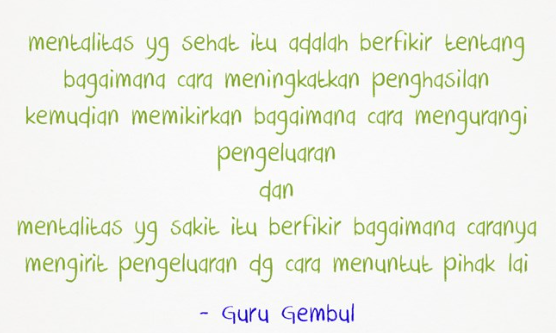 mentalitas yg sehat itu adalah berfikir tentang
bagaimana cara meningkatkan penghasilan
kemudian memikirkan bagaimana cara mengurangi
pengeluaran
dan
mentalitas yg sakit itu berfikir bagaimana caranya
mengirit pengeluaran dg cara menuntut pihak lai
- Guru Gembul